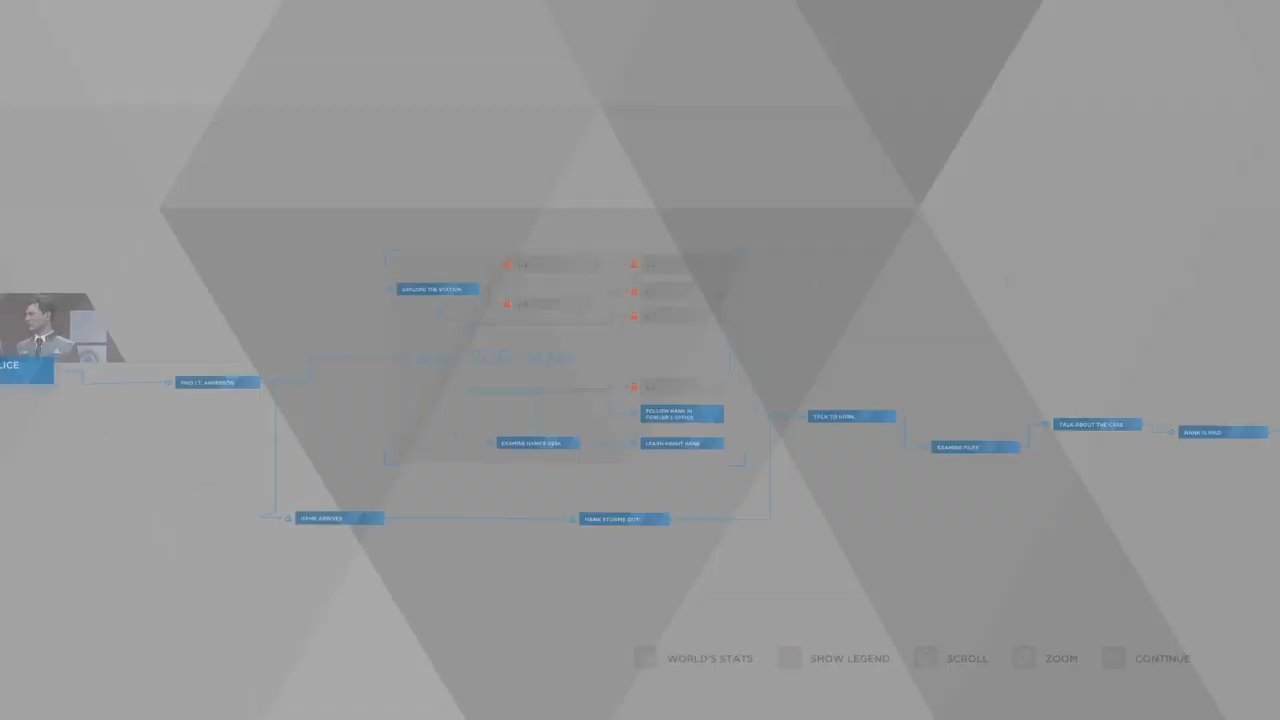 EXPLORE THE STATION
LICE
FIND LT. ANDERSON
FOLLOW HANK IN
FOWLER'S OFFICE
TALK TO HANK
TALK ABOUT THE CASE
HANK IS MAD
EXAMINE HANK'S DESK
LEARN ABOUT HANK
EXAMINE FILES
HANK ARRIVES
HANK STORMS OUT
WORLD'S STATS
SHOW LEGEND
SCROLL
ZOOM
CONTINUE